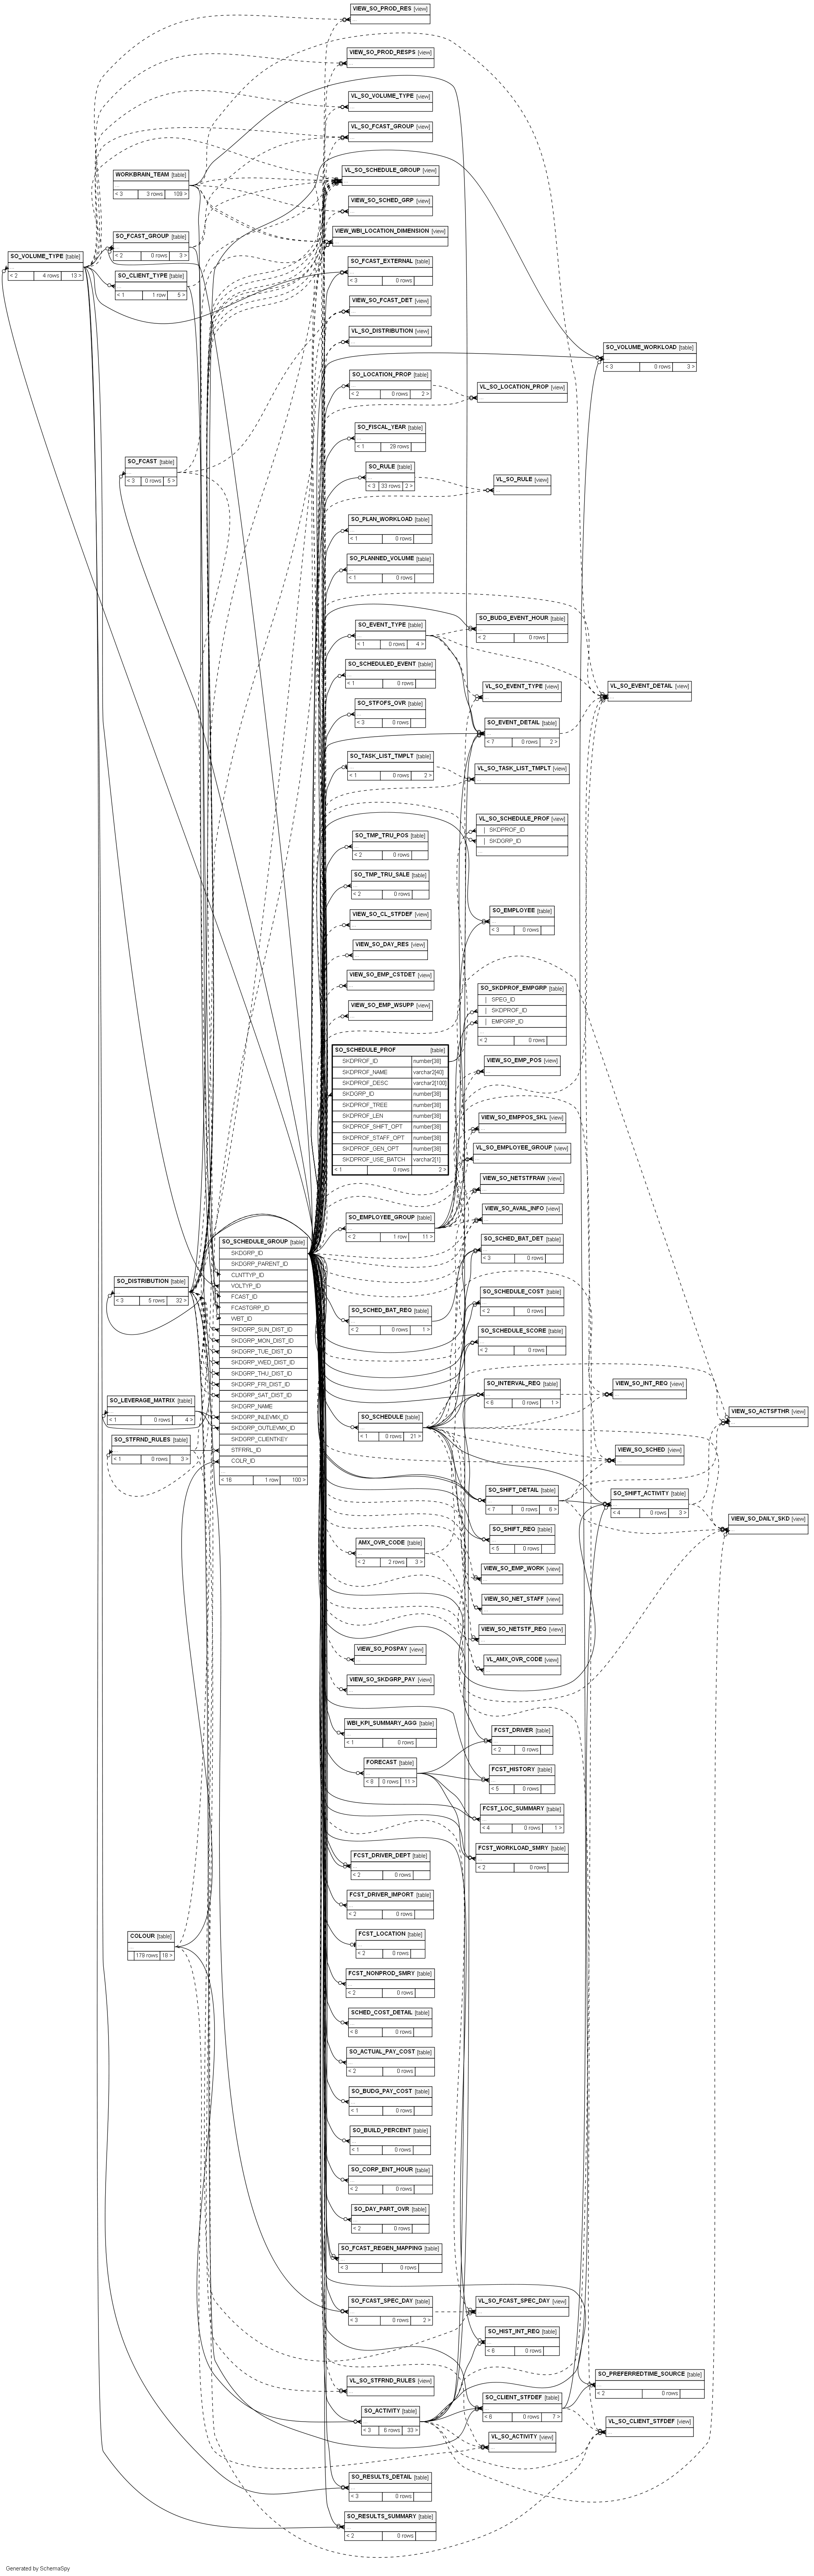 VIEW_SO_PROD_RES [view]
...
VIEW_SO_PROD_RESPS [view]
...
VL_SO_VOLUME_TYPE [view]
...
VL_SO_FCAST_GROUP [view]
...
WORKBRAIN_TEAM [table]
...
< 3 3 rows 109 >
VL_SO_SCHEDULE_GROUP [view]
...
VIEW_SO_SCHED_GRP [view]
...
SO_FCAST_GROUP [table]
...
< 2 0 rows 3 >
VIEW_WBI_LOCATION_DIMENSION [view]
...
SO_VOLUME_TYPE [table]
...
< 2 4 rows 13 >
SO_CLIENT_TYPE [table]
...
< 1 1 row 5 >
SO_FCAST_EXTERNAL [table]
...
< 3 0 rows
VIEW_SO_FCAST_DET [view]
...
VL_SO_DISTRIBUTION [view]
...
SO_VOLUME_WORKLOAD [table]
...
< 3 0 rows 3 >
SO_LOCATION_PROP [table]
...
< 2 0 rows 2 >
VL_SO_LOCATION_PROP [view]
...
SO_FISCAL_YEAR [table]
...
< 1 29 rows
SO_FCAST [table]
...
< 3 0 rows 5 >
SO_RULE [table]
...
< 3 33 rows 2 >
VL_SO_RULE [view]
...
SO_PLAN_WORKLOAD [table]
...
< 1 0 rows
SO_PLANNED_VOLUME [table]
...
< 1 0 rows
SO_EVENT_TYPE [table]
...
< 1 0 rows 4 >
SO_BUDG_EVENT_HOUR [table]
...
< 2 0 rows
SO_SCHEDULED_EVENT [table]
...
< 1 0 rows
VL_SO_EVENT_TYPE [view]
...
VL_SO_EVENT_DETAIL [view]
...
SO_STFOFS_OVR [table]
...
< 3 0 rows
SO_EVENT_DETAIL [table]
...
< 7 0 rows 2 >
SO_TASK_LIST_TMPLT [table]
...
< 1 0 rows 2 >
VL_SO_TASK_LIST_TMPLT [view]
...
VL_SO_SCHEDULE_PROF [view]
SKDPROF_ID
SKDGRP_ID
...
SO_TMP_TRU_POS [table]
...
< 2 0 rows
SO_TMP_TRU_SALE [table]
...
< 2 0 rows
SO_EMPLOYEE [table]
...
< 3 0 rows
VIEW_SO_CL_STFDEF [view]
...
VIEW_SO_DAY_RES [view]
...
VIEW_SO_EMP_CSTDET [view]
...
VIEW_SO_EMP_WSUPP [view]
...
SO_SKDPROF_EMPGRP [table]
SPEG_ID
SKDPROF_ID
EMPGRP_ID
...
< 2 0 rows
SO_SCHEDULE_PROF [table]
SKDPROF_ID number[38]
SKDPROF_NAME varchar2[40]
SKDPROF_DESC varchar2[100]
SKDGRP_ID number[38]
SKDPROF_TREE number[38]
SKDPROF_LEN number[38]
SKDPROF_SHIFT_OPT number[38]
SKDPROF_STAFF_OPT number[38]
SKDPROF_GEN_OPT number[38]
SKDPROF_USE_BATCH varchar2[1]
< 1 0 rows 2 >
VIEW_SO_EMP_POS [view]
...
VIEW_SO_EMPPOS_SKL [view]
...
VL_SO_EMPLOYEE_GROUP [view]
...
VIEW_SO_NETSTFRAW [view]
...
VIEW_SO_AVAIL_INFO [view]
...
SO_EMPLOYEE_GROUP [table]
...
< 2 1 row 11 >
SO_SCHED_BAT_DET [table]
...
< 3 0 rows
SO_SCHEDULE_GROUP [table]
SKDGRP_ID
SKDGRP_PARENT_ID
CLNTTYP_ID
VOLTYP_ID
FCAST_ID
FCASTGRP_ID
WBT_ID
SKDGRP_SUN_DIST_ID
SKDGRP_MON_DIST_ID
SKDGRP_TUE_DIST_ID
SKDGRP_WED_DIST_ID
SKDGRP_THU_DIST_ID
SKDGRP_FRI_DIST_ID
SKDGRP_SAT_DIST_ID
SKDGRP_NAME
SKDGRP_INLEVMX_ID
SKDGRP_OUTLEVMX_ID
SKDGRP_CLIENTKEY
STFRRL_ID
COLR_ID
...
< 16 1 row 100 >
SO_DISTRIBUTION [table]
...
< 3 5 rows 32 >
SO_SCHEDULE_COST [table]
...
< 2 0 rows
SO_SCHED_BAT_REQ [table]
...
< 2 0 rows 1 >
SO_SCHEDULE_SCORE [table]
...
< 2 0 rows
SO_INTERVAL_REQ [table]
...
< 6 0 rows 1 >
VIEW_SO_INT_REQ [view]
...
SO_LEVERAGE_MATRIX [table]
...
< 1 0 rows 4 >
SO_SCHEDULE [table]
...
< 1 0 rows 21 >
VIEW_SO_ACTSFTHR [view]
...
SO_STFRND_RULES [table]
...
< 1 0 rows 3 >
VIEW_SO_SCHED [view]
...
SO_SHIFT_DETAIL [table]
...
< 7 0 rows 6 >
SO_SHIFT_ACTIVITY [table]
...
< 4 0 rows 3 >
VIEW_SO_DAILY_SKD [view]
...
SO_SHIFT_REQ [table]
...
< 5 0 rows
AMX_OVR_CODE [table]
...
< 2 2 rows 3 >
VIEW_SO_EMP_WORK [view]
...
VIEW_SO_NET_STAFF [view]
...
VIEW_SO_NETSTF_REQ [view]
...
VIEW_SO_POSPAY [view]
...
VL_AMX_OVR_CODE [view]
...
VIEW_SO_SKDGRP_PAY [view]
...
WBI_KPI_SUMMARY_AGG [table]
...
< 1 0 rows
FCST_DRIVER [table]
...
< 2 0 rows
FORECAST [table]
...
< 8 0 rows 11 >
FCST_HISTORY [table]
...
< 5 0 rows
FCST_LOC_SUMMARY [table]
...
< 4 0 rows 1 >
FCST_WORKLOAD_SMRY [table]
...
< 2 0 rows
FCST_DRIVER_DEPT [table]
...
< 2 0 rows
FCST_DRIVER_IMPORT [table]
...
< 2 0 rows
COLOUR [table]
...
179 rows 18 >
FCST_LOCATION [table]
...
< 2 0 rows
FCST_NONPROD_SMRY [table]
...
< 2 0 rows
SCHED_COST_DETAIL [table]
...
< 8 0 rows
SO_ACTUAL_PAY_COST [table]
...
< 2 0 rows
SO_BUDG_PAY_COST [table]
...
< 1 0 rows
SO_BUILD_PERCENT [table]
...
< 1 0 rows
SO_CORP_ENT_HOUR [table]
...
< 2 0 rows
SO_DAY_PART_OVR [table]
...
< 2 0 rows
SO_FCAST_REGEN_MAPPING [table]
...
< 3 0 rows
SO_FCAST_SPEC_DAY [table]
...
< 3 0 rows 2 >
VL_SO_FCAST_SPEC_DAY [view]
...
SO_HIST_INT_REQ [table]
...
< 6 0 rows
VL_SO_STFRND_RULES [view]
...
SO_PREFERREDTIME_SOURCE [table]
...
< 2 0 rows
SO_CLIENT_STFDEF [table]
...
< 6 0 rows 7 >
SO_ACTIVITY [table]
...
< 3 6 rows 33 >
VL_SO_CLIENT_STFDEF [view]
...
VL_SO_ACTIVITY [view]
...
SO_RESULTS_DETAIL [table]
...
< 3 0 rows
SO_RESULTS_SUMMARY [table]
...
< 2 0 rows
Generated by SchemaSpy